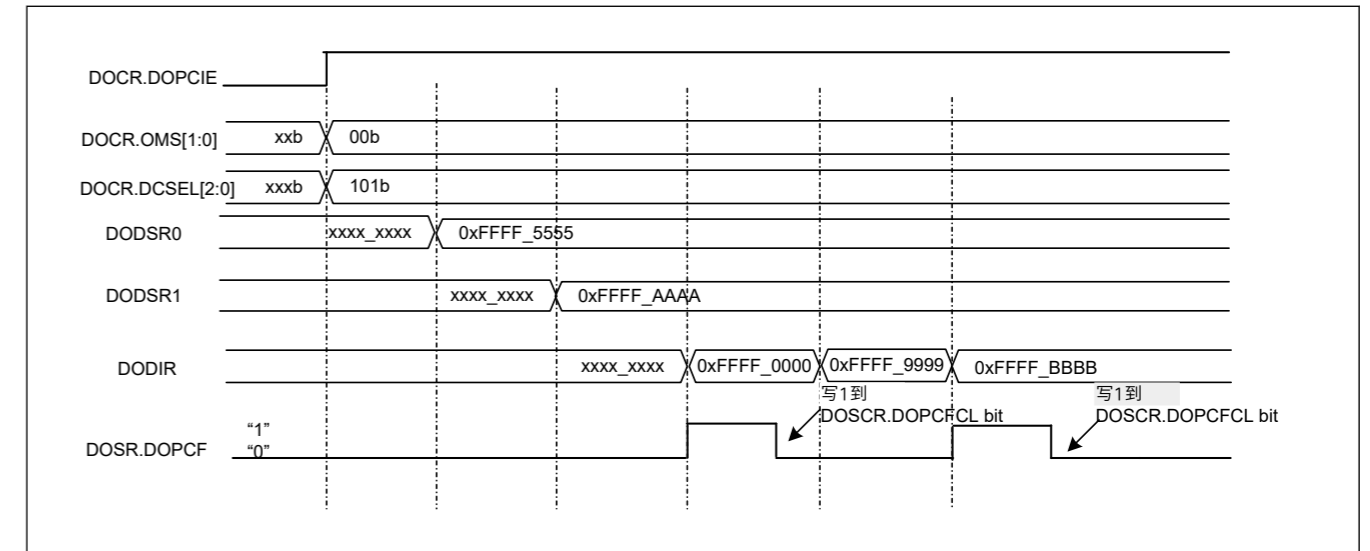 DOCR.DOPCIE
DOCR.OMS[1:0] xxb 00b
DOCR.DCSEL[2:0] xxxb 101b
DODSR0 xxxx_xxxx 0xFFFF_5555
DODSR1 xxxx_xxxx 0xFFFF_AAAA
DODIR xxxx_xxxx 0xFFFF_0000 0xFFFF_9999 0xFFFF_BBBB
写1到 写1到
DOSCR.DOPCFCL bit DOSCR.DOPCFCL bit
“1”
DOSR.DOPCF “0”